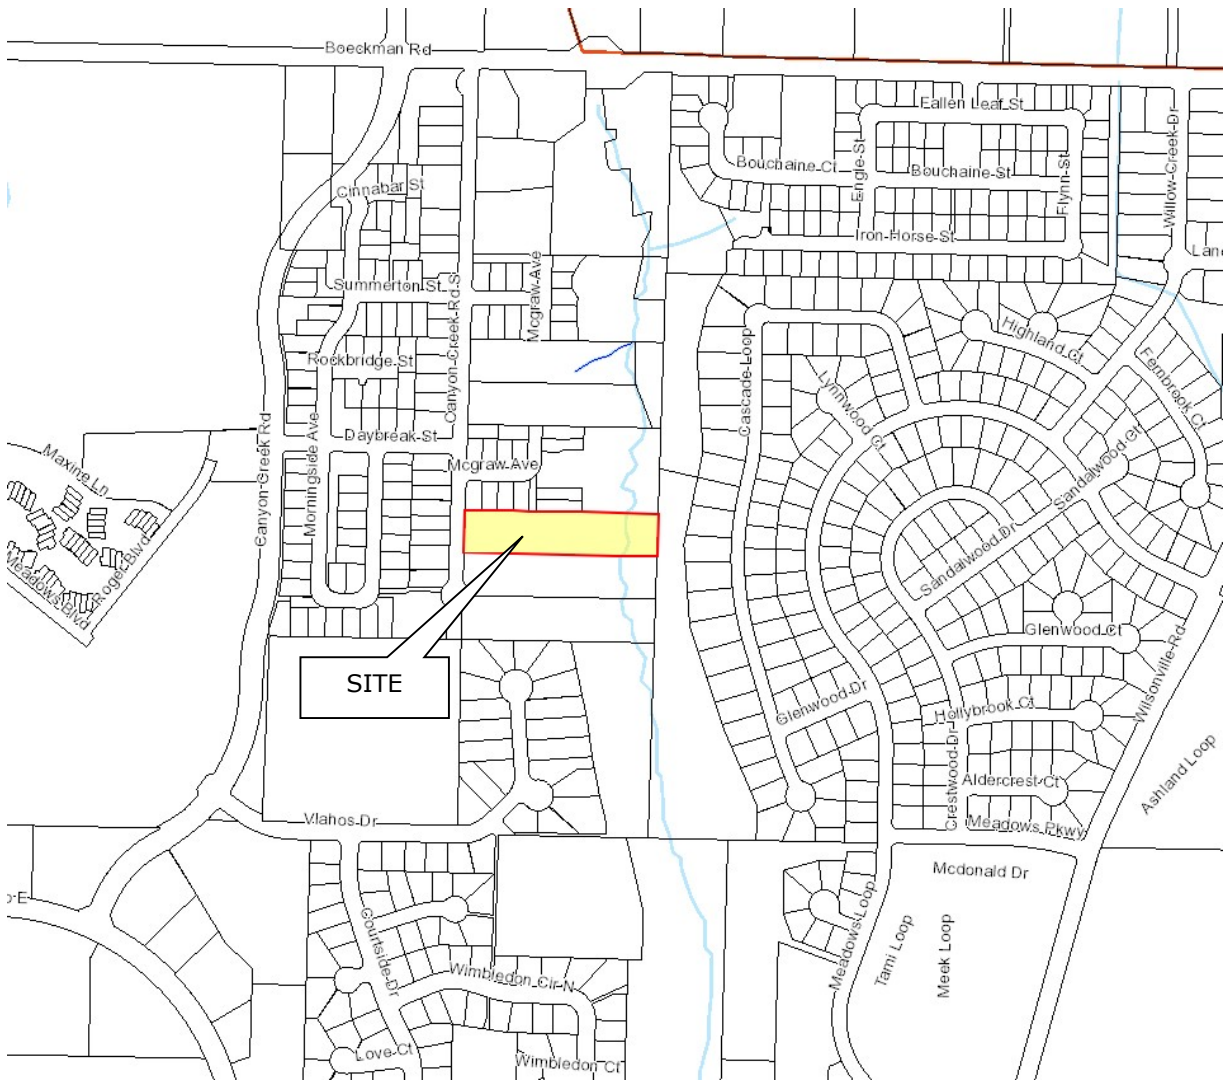 Boeckman Rd
Fallen Leaf St
Willow Creek Dr
Bouchaine Ct
Engle St
Bouchaine St
Flynn St
Cinnabar St
Iron Horse St
Summerton St
Canyon Creek Rd S
Mcgraw Ave
Highland Ct
Rockbridge St
Cascade Loop
Lynnwood Ct
Fernbrook Ct
Canyon Creek Rd
Morningside Ave
Daybreak St
Mcgraw Ave
Maxine Ln
Sandalwood Ct
Roger Blvd
Meadows Blvd
Sandalwood Dr
Glenwood Ct
SITE
Glenwood Dr
Hollybrook Ct
Wilsonville Rd
Crestwood Dr
Aldercrest Ct
Ashland Loop
Vlahos Dr
Meadows Pkwy
Mcdonald Dr
Courtside Dr
Meadows Loop
Tami Loop
Meek Loop
Wimbledon Cir N
Love Ct
Wimbledon Ct